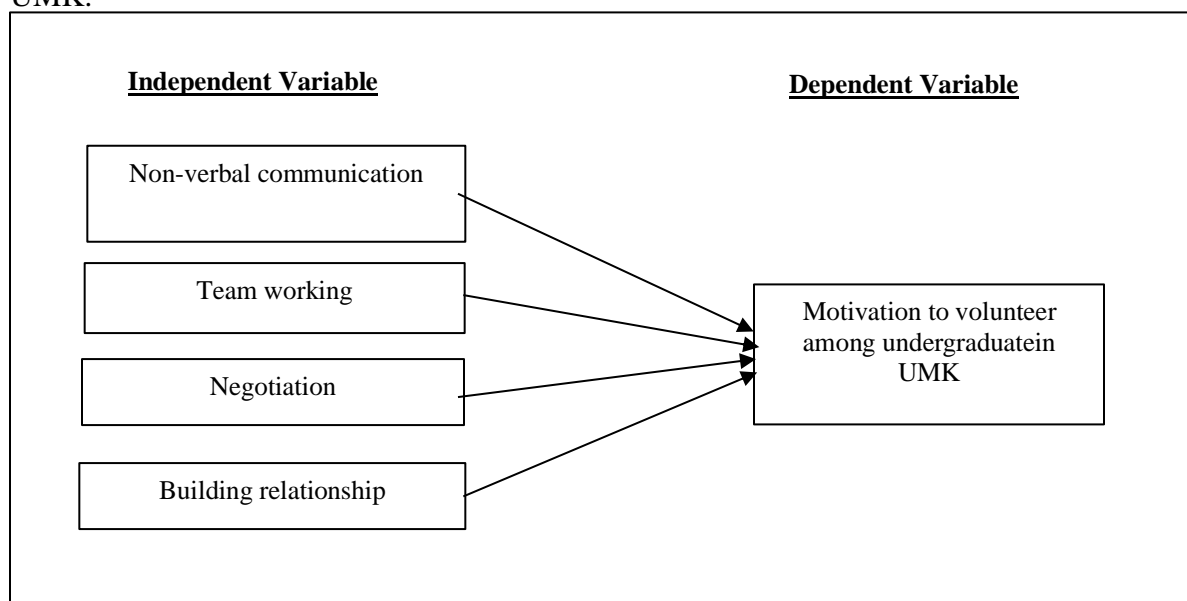 UMK.
Independent Variable
Dependent Variable
Non-verbal communication
Team working
Negotiation
Building relationship
Motivation to volunteer
among undergraduatein
UMK